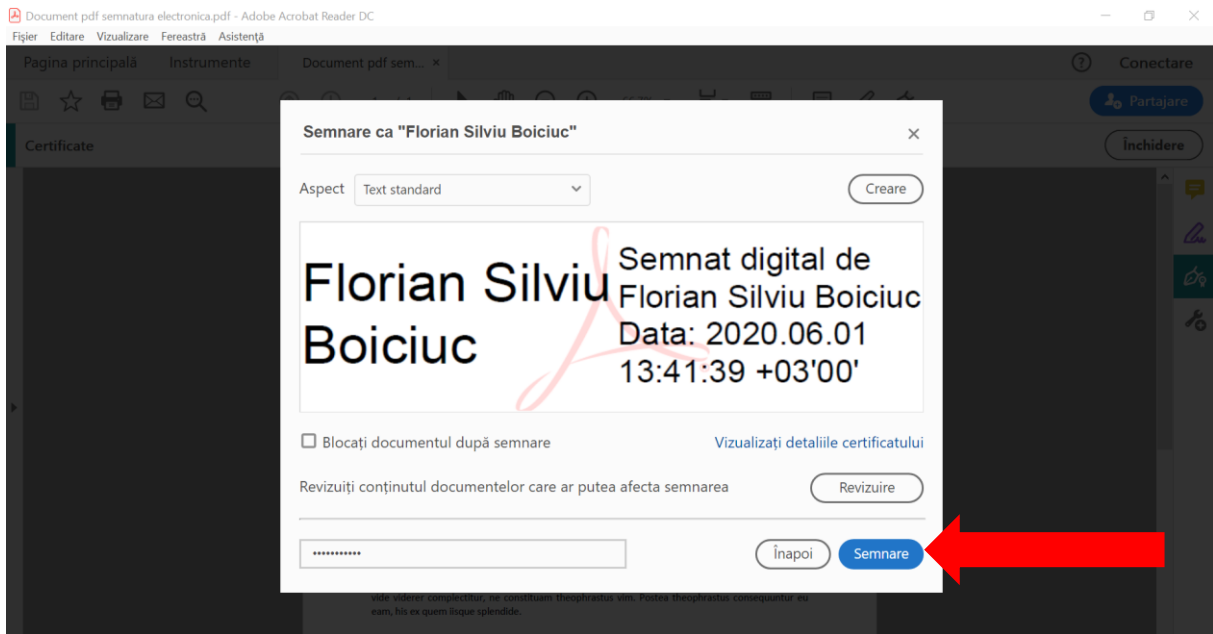 Document pdf semnatura electronica.pdf - Adobe Acrobat Reader DC
Fișier Editare Vizualizare Fereastră Asistență
Pagina principală Instrumente Document pdf sem... × Conectare
Partajare
Certificate Închidere
Semnare ca "Florian Silviu Boiciuc"
Aspect Text standard Creare
Florian Silviu
Boiciuc
Semnat digital de
Florian Silviu Boiciuc
Data: 2020.06.01
13:41:39 +03'00'
Blocați documentul după semnare Vizualizați detaliile certificatului
Revizuiți conținutul documentelor care ar putea afecta semnarea Revizuire
••••••••••• Înapoi Semnare
vide viderer complectitur, ne constituam theophrastus vim. Postea theophrastus consequuntur eu
eam, his ex quem iisque splendide.